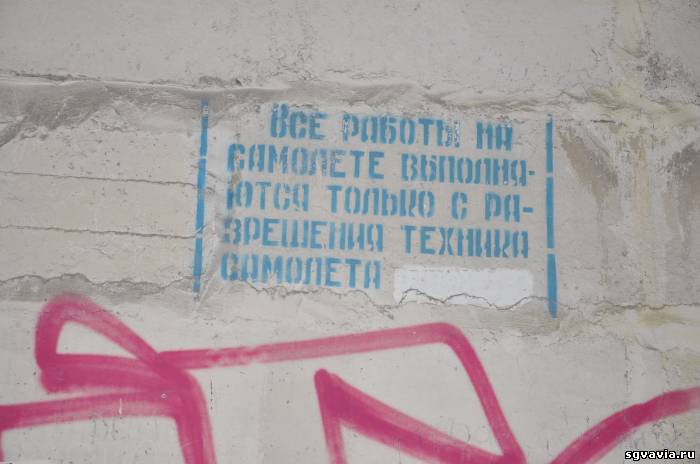 Все работы на
самолете выполня-
ются только с ра-
зрешения техника
самолета
sgvavia.ru